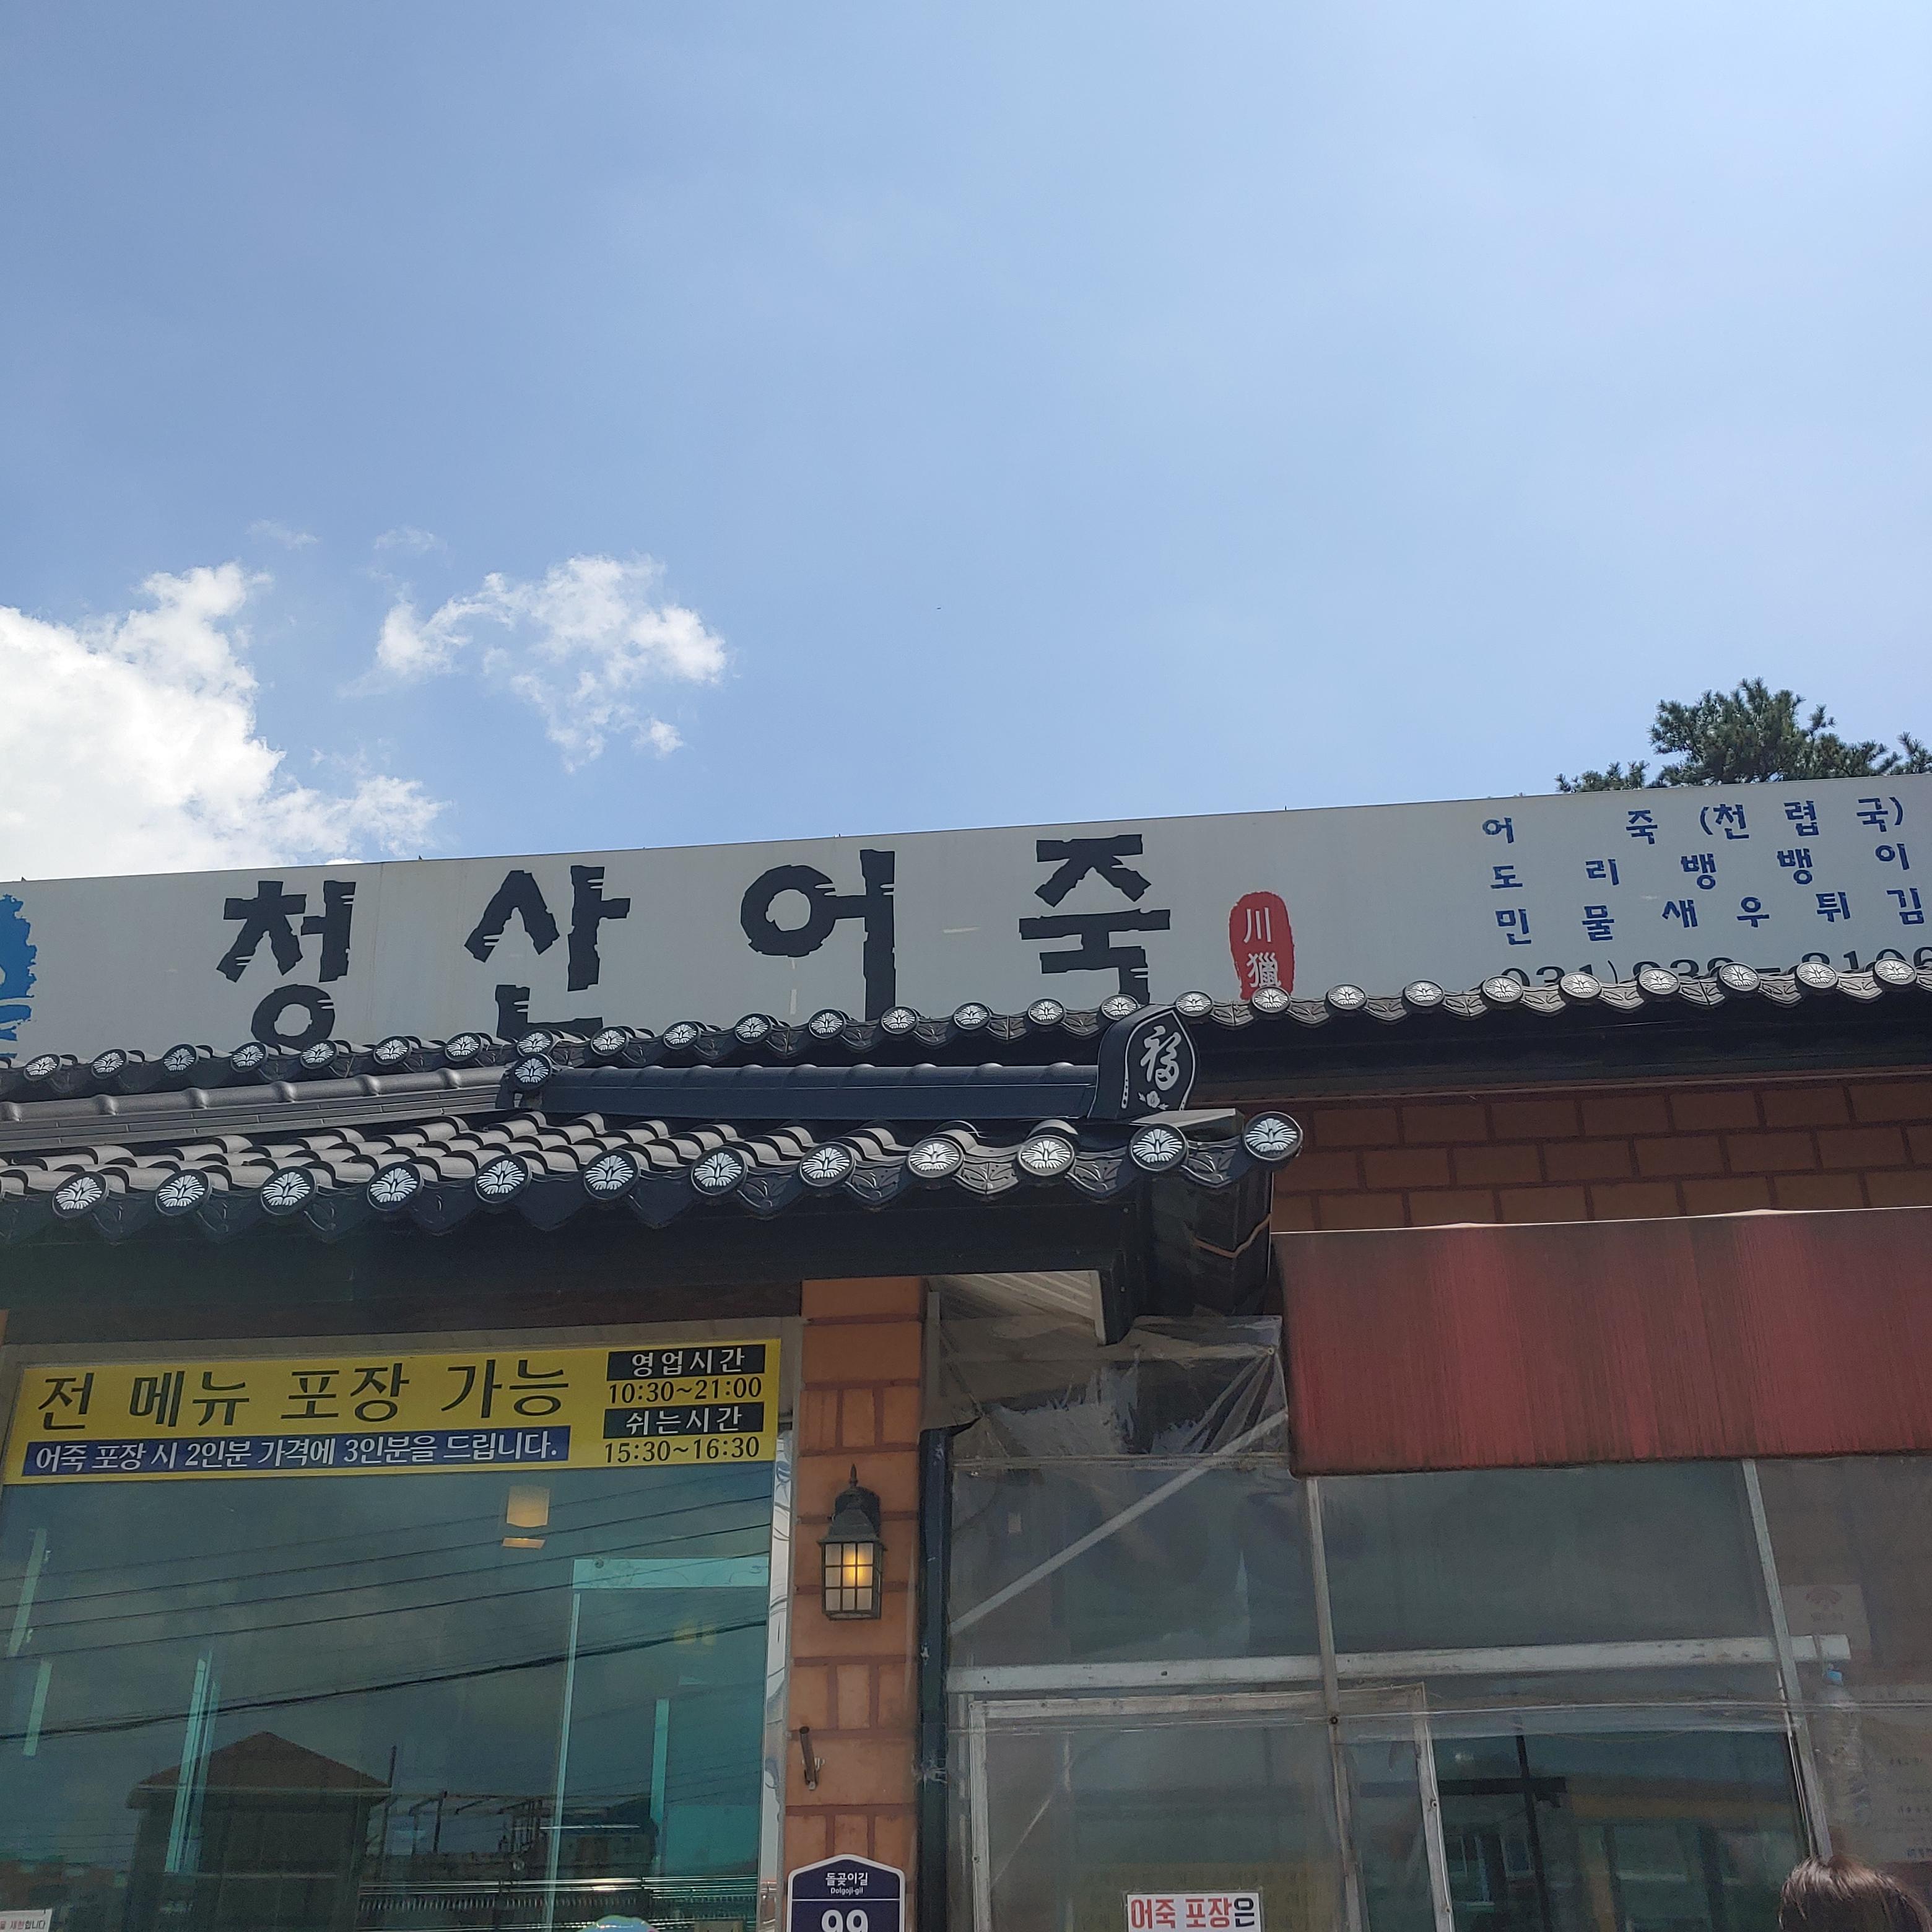 청산어죽
川
獵
어 죽(천렵국)
도리뱅뱅이
민물새우튀김
福
전 메뉴 포장 가능
어죽 포장 시 2인분 가격에 3인분을 드립니다.
영업시간
10:30~21:00
쉬는시간
15:30~16:30
돌곶이길
Dolgoji-gil
99
어죽 포장은